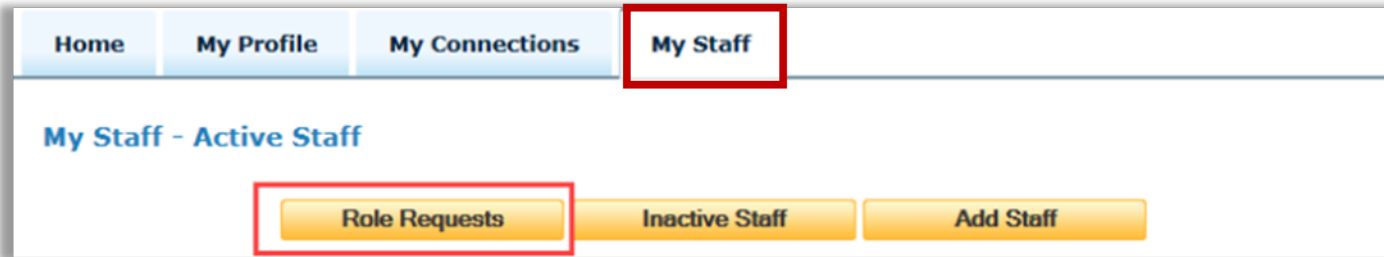 Home My Profile My Connections My Staff
My Staff - Active Staff
Role Requests Inactive Staff Add Staff